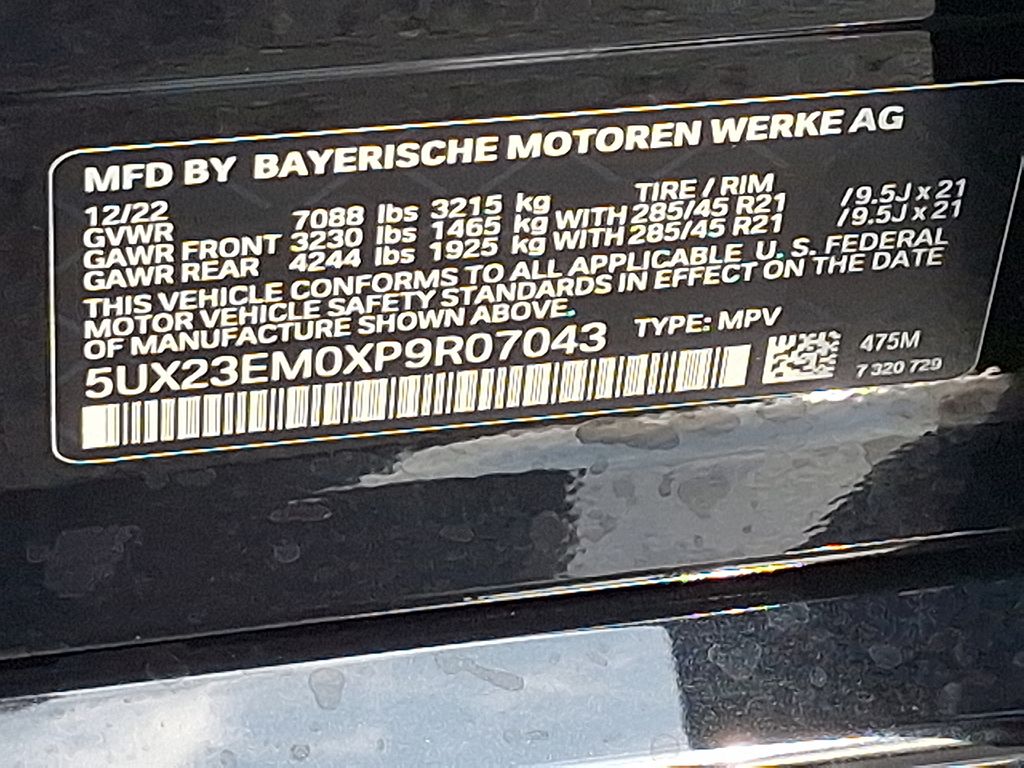 MFD BY BAYERISCHE MOTOREN WERKE AG
12/22 TIRE / RIM
GVWR 7088 lbs 3215 kg
GAWR FRONT 3230 lbs 1465 kg WITH 285/45 R21 /9.5J x 21
GAWR REAR 4244 lbs 1925 kg WITH 285/45 R21 /9.5J x 21
THIS VEHICLE CONFORMS TO ALL APPLICABLE U. S. FEDERAL
MOTOR VEHICLE SAFETY STANDARDS IN EFFECT ON THE DATE
OF MANUFACTURE SHOWN ABOVE.
5UX23EM0XP9R07043 TYPE: MPV
475M
7 320 729